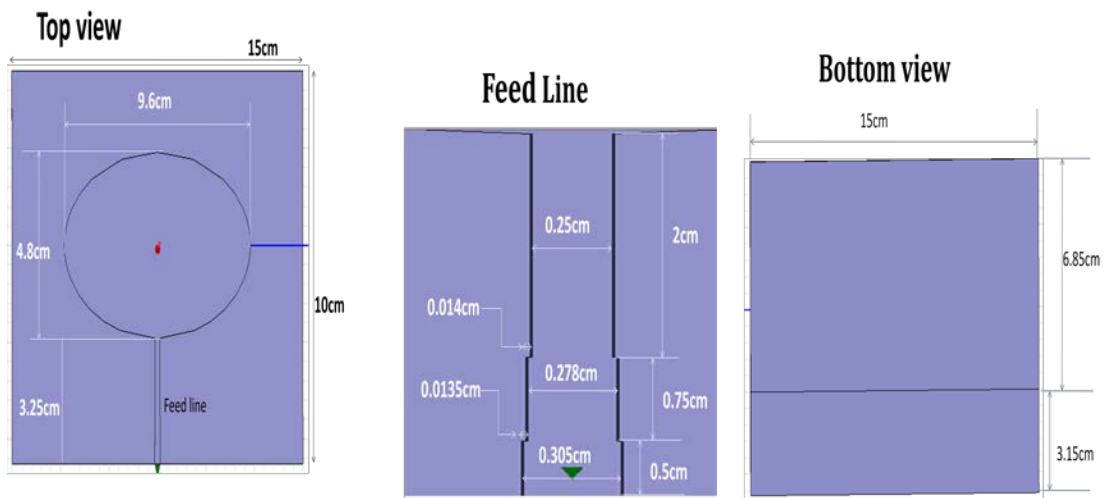 Top view
15cm
9.6cm
4.8cm
10cm
3.25cm
Feed line
Feed Line
0.25cm
2cm
0.014cm
0.278cm
0.0135cm
0.75cm
0.305cm
0.5cm
Bottom view
15cm
6.85cm
3.15cm